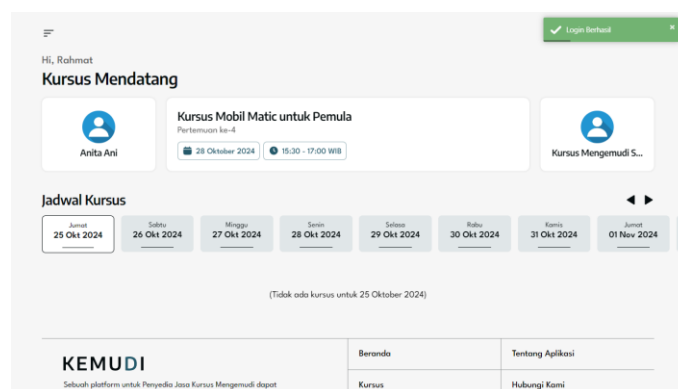 Login Berhasil
×
Hi, Rahmat
Kursus Mendatang
Anita Ani
Kursus Mobil Matic untuk Pemula
Pertemuan ke-4
28 Oktober 2024
15:30 - 17:00 WIB
Kursus Mengemudi S...
Jadwal Kursus
Jumat
25 Okt 2024
Sabtu
26 Okt 2024
Minggu
27 Okt 2024
Senin
28 Okt 2024
Selasa
29 Okt 2024
Rabu
30 Okt 2024
Kamis
31 Okt 2024
Jumat
01 Nov 2024
(Tidak ada kursus untuk 25 Oktober 2024)
KEMUDI
Sebuah platform untuk Penyedia Jasa Kursus Mengemudi dapat
Beranda
Tentang Aplikasi
Kursus
Hubungi Kami